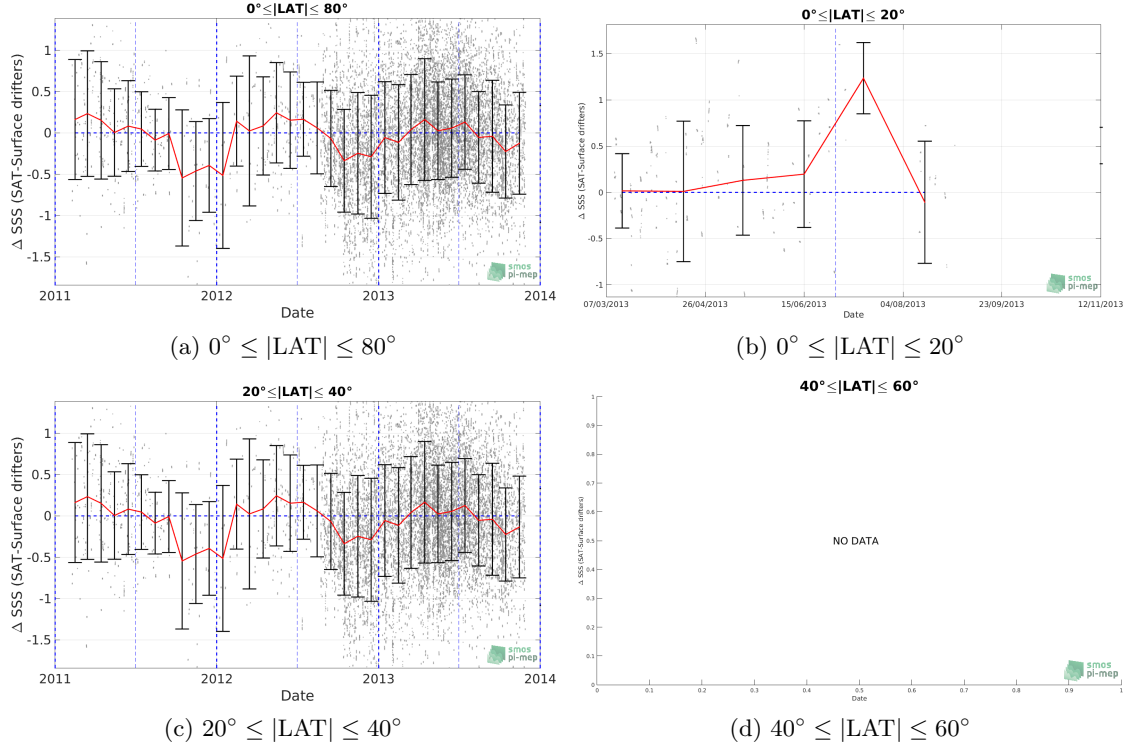 0°≤|LAT|≤ 80°
Δ SSS (SAT-Surface drifters)
1
0.5
0
-0.5
-1
-1.5
2011
2012
2013
2014
Date
smos
pi-mep
(a) 0° ≤ |LAT| ≤ 80°
0°≤|LAT|≤ 20°
Δ SSS (SAT-Surface drifters)
1.5
1
0.5
0
-0.5
-1
07/03/2013
26/04/2013
15/06/2013
04/08/2013
23/09/2013
12/11/2013
Date
smos
pi-mep
(b) 0° ≤ |LAT| ≤ 20°
20°≤|LAT|≤ 40°
Δ SSS (SAT-Surface drifters)
1
0.5
0
-0.5
-1
-1.5
2011
2012
2013
2014
Date
smos
pi-mep
(c) 20° ≤ |LAT| ≤ 40°
40°≤|LAT|≤ 60°
Δ SSS (SAT-Surface drifters)
1
0.9
0.8
0.7
0.6
0.5
0.4
0.3
0.2
0.1
0
NO DATA
0
0.1
0.2
0.3
0.4
0.5
0.6
0.7
0.8
0.9
1
Date
smos
pi-mep
(d) 40° ≤ |LAT| ≤ 60°